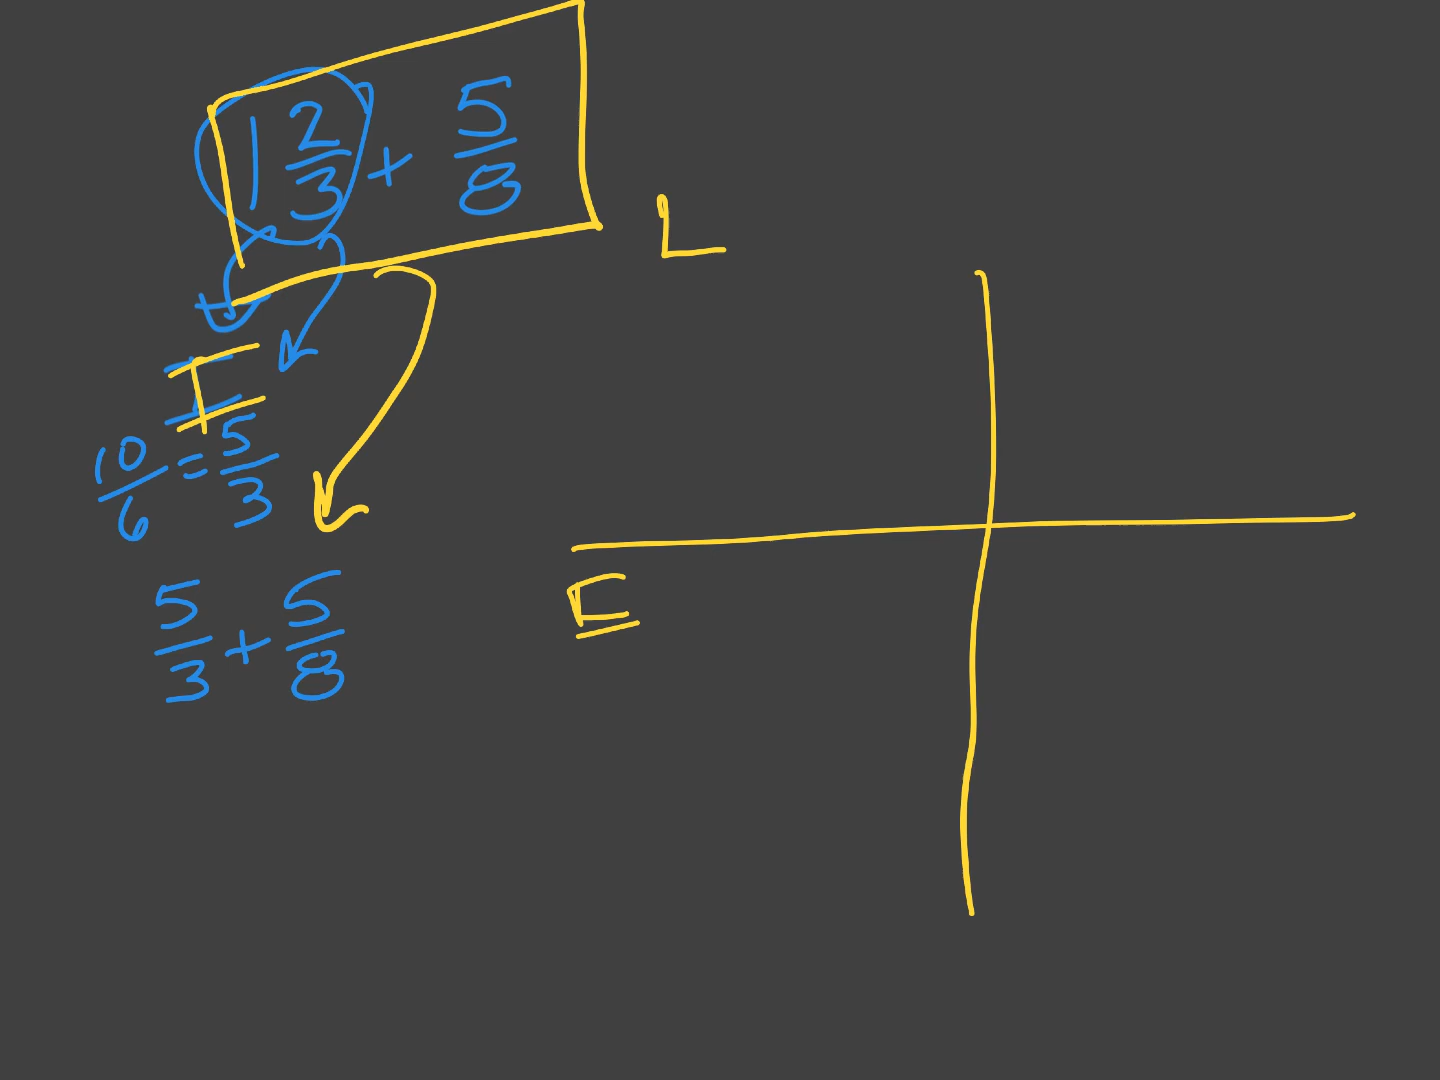 1 2/3 + 5/8
L
I
10/6 = 5/3
E
5/3 + 5/8